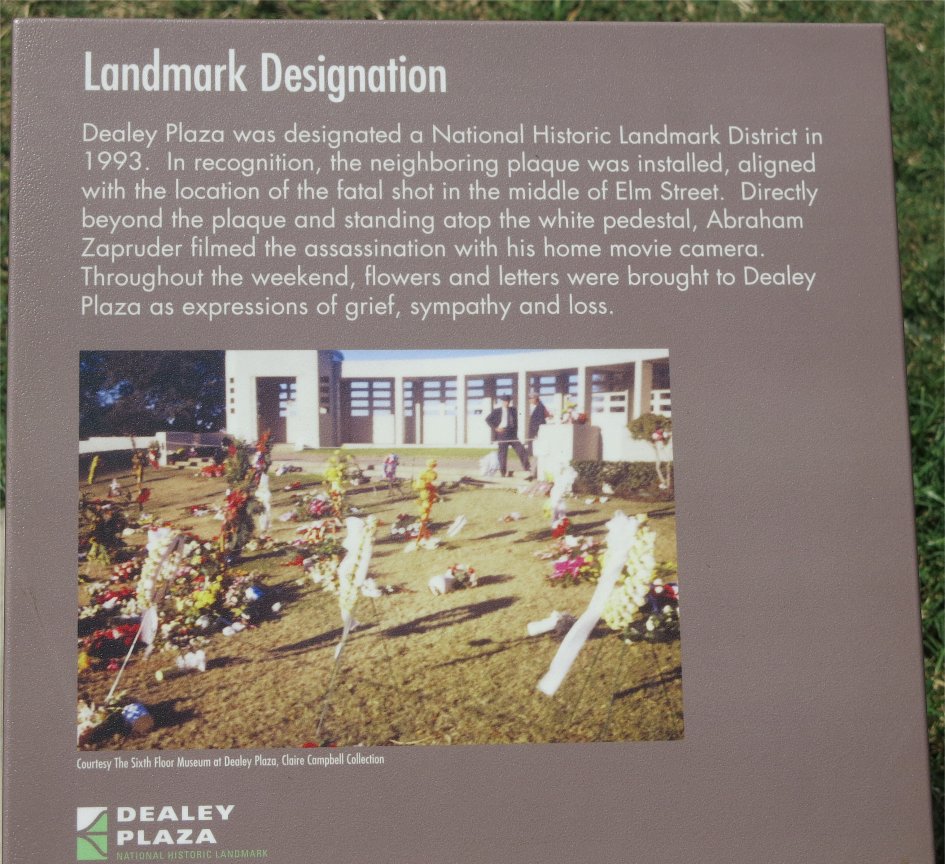 Landmark Designation
Dealey Plaza was designated a National Historic Landmark District in
1993.  In recognition, the neighboring plaque was installed, aligned
with the location of the fatal shot in the middle of Elm Street.  Directly
beyond the plaque and standing atop the white pedestal, Abraham
Zapruder filmed the assassination with his home movie camera.
Throughout the weekend, flowers and letters were brought to Dealey
Plaza as expressions of grief, sympathy and loss.
Courtesy The Sixth Floor Museum at Dealey Plaza, Claire Campbell Collection
DEALEY
PLAZA
NATIONAL HISTORIC LANDMARK